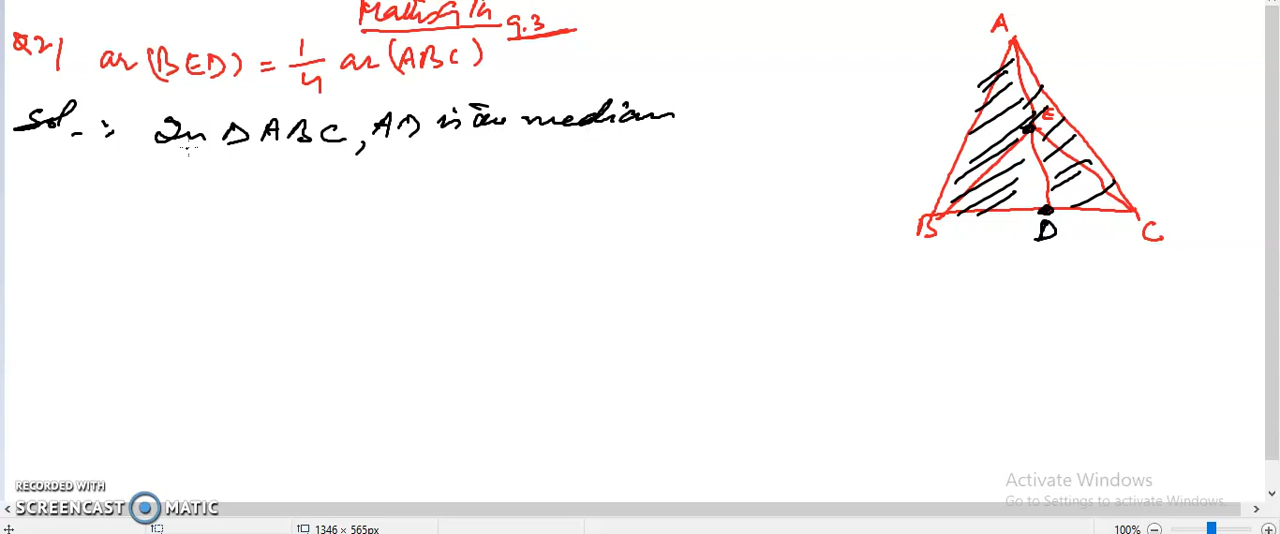 Maths 9th
9.3
Q2) ar (BED) = 1/4 ar (ABC)
Sol. : In Δ ABC, AD is the median
A
E
B
D
C
Activate Windows
Go to Settings to activate Windows.
RECORDED WITH
SCREENCAST MATIC
1346 × 565px
100%